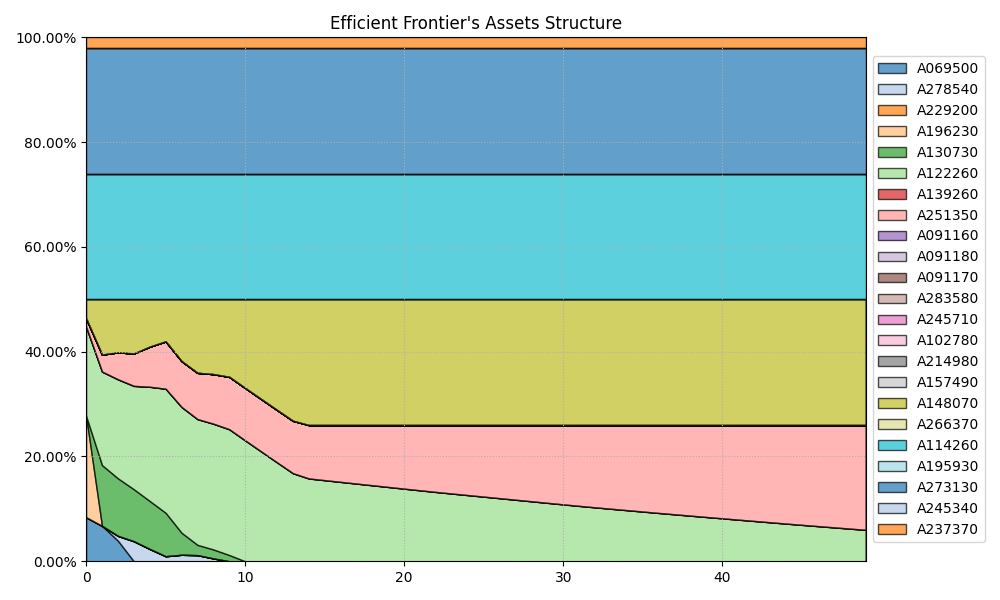 Efficient Frontier's Assets Structure
100.00%
80.00%
60.00%
40.00%
20.00%
0.00%
0
10
20
30
40
A069500
A278540
A229200
A196230
A130730
A122260
A139260
A251350
A091160
A091180
A091170
A283580
A245710
A102780
A214980
A157490
A148070
A266370
A114260
A195930
A273130
A245340
A237370